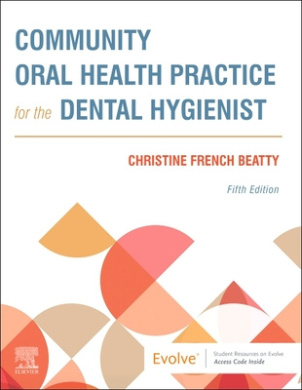 COMMUNITY
ORAL HEALTH PRACTICE
for the DENTAL HYGIENIST
CHRISTINE FRENCH BEATTY
Fifth Edition
ELSEVIER
Evolve
Student Resources on Evolve
Access Code Inside